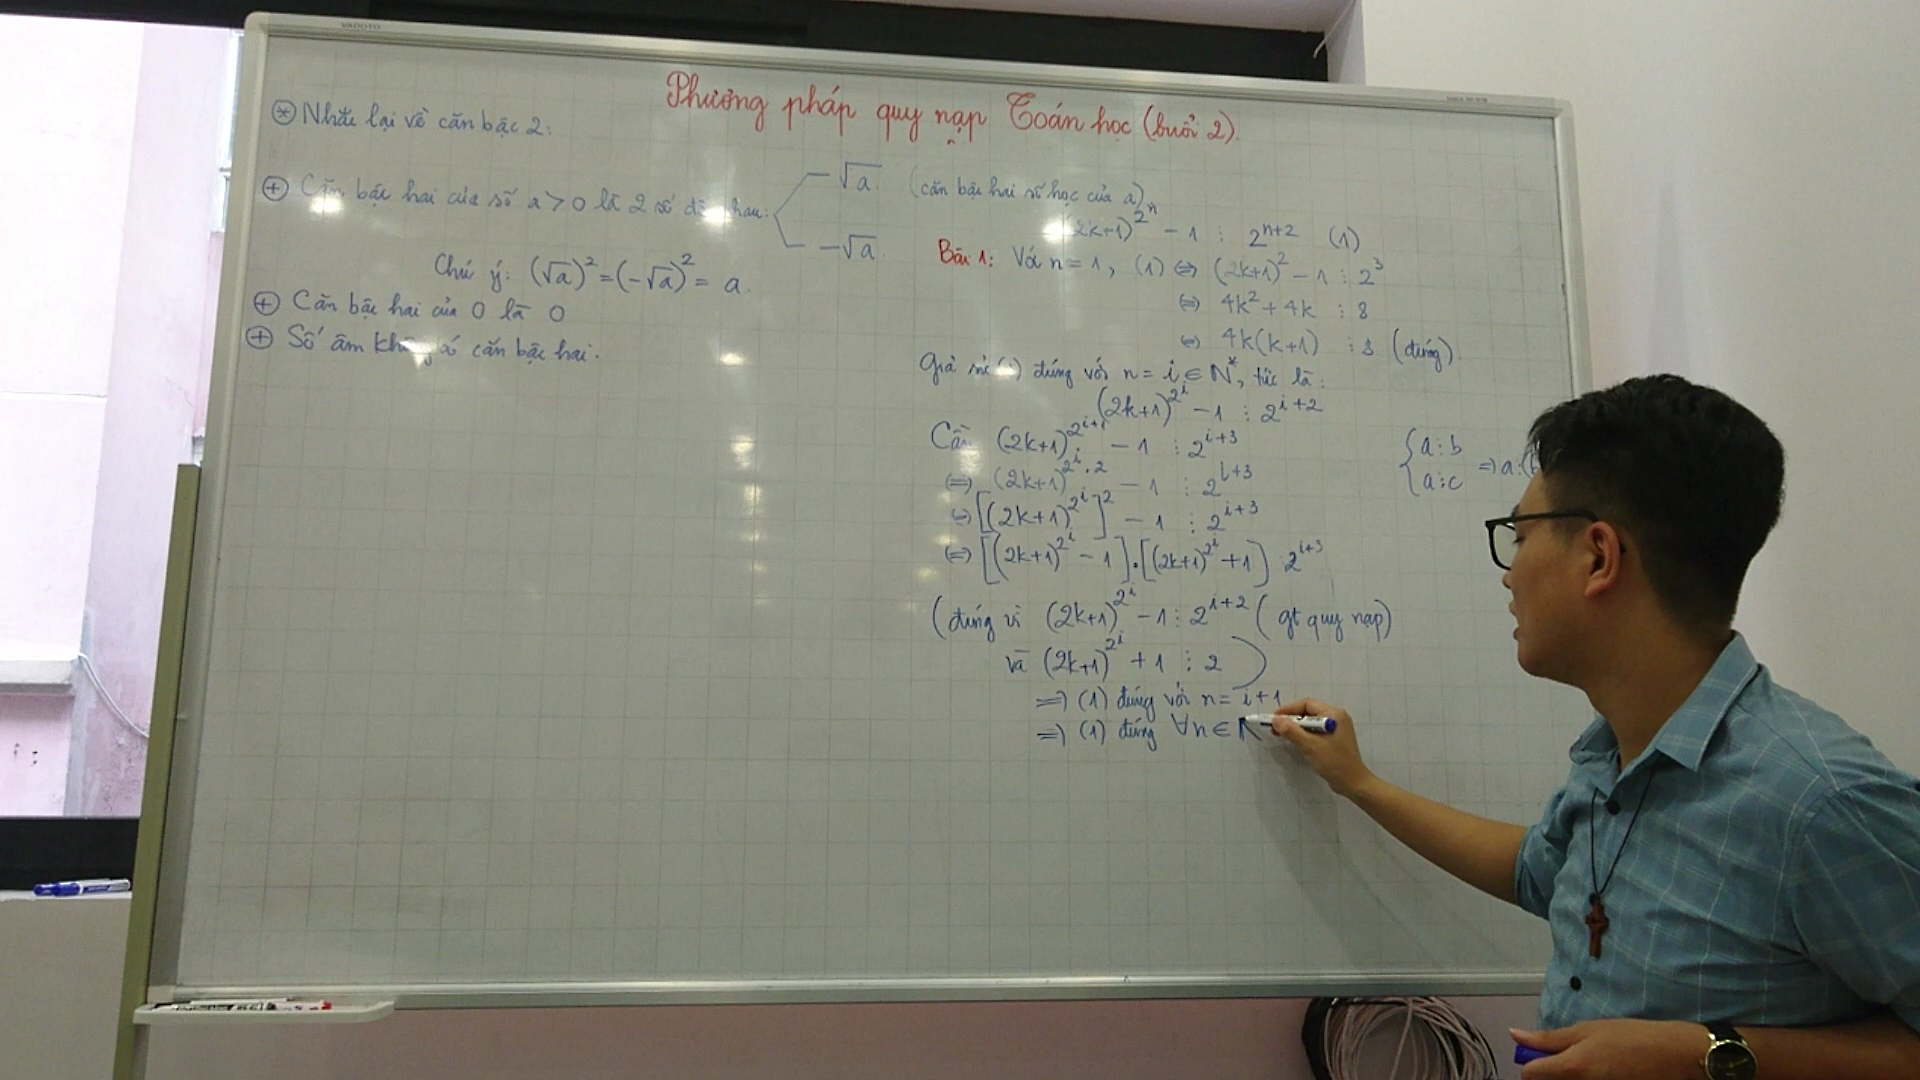 Phương pháp quy nạp Toán học (buổi 2).
⊛ Nhắc lại về căn bậc 2:
⊕ Căn bậc hai của số a > 0 là 2 số đối nhau:
√a (căn bậc hai số học của a)
-√a
Chú ý: (√a)² = (-√a)² = a.
⊕ Căn bậc hai của 0 là 0
⊕ Số âm không có căn bậc hai.
(2k+1)^{2^n} - 1 ⋮ 2^{n+2} (1)
Bài 1: Với n = 1, (1) ⇔ (2k+1)² - 1 ⋮ 2³
⇔ 4k² + 4k ⋮ 8
⇔ 4k(k+1) ⋮ 8 (đúng).
Giả sử (1) đúng với n = i ∈ N*, tức là:
(2k+1)^{2^i} - 1 ⋮ 2^{i+2}
(2k+1)^{2^{i+1}} - 1 ⋮ 2^{i+3}
⇔ (2k+1)^{2^i.2} - 1 ⋮ 2^{i+3}
⇔ [(2k+1)^{2^i}]² - 1 ⋮ 2^{i+3}
⇔ [(2k+1)^{2^i} - 1].[(2k+1)^{2^i} + 1] ⋮ 2^{i+3}
{ a ⋮ b
a ⋮ c ⇒ a ⋮ (b
(đúng vì (2k+1)^{2^i} - 1 ⋮ 2^{i+2} (gt quy nạp)
và (2k+1)^{2^i} + 1 ⋮ 2 )
⇒ (1) đúng với n = i+1
⇒ (1) đúng ∀n ∈ N